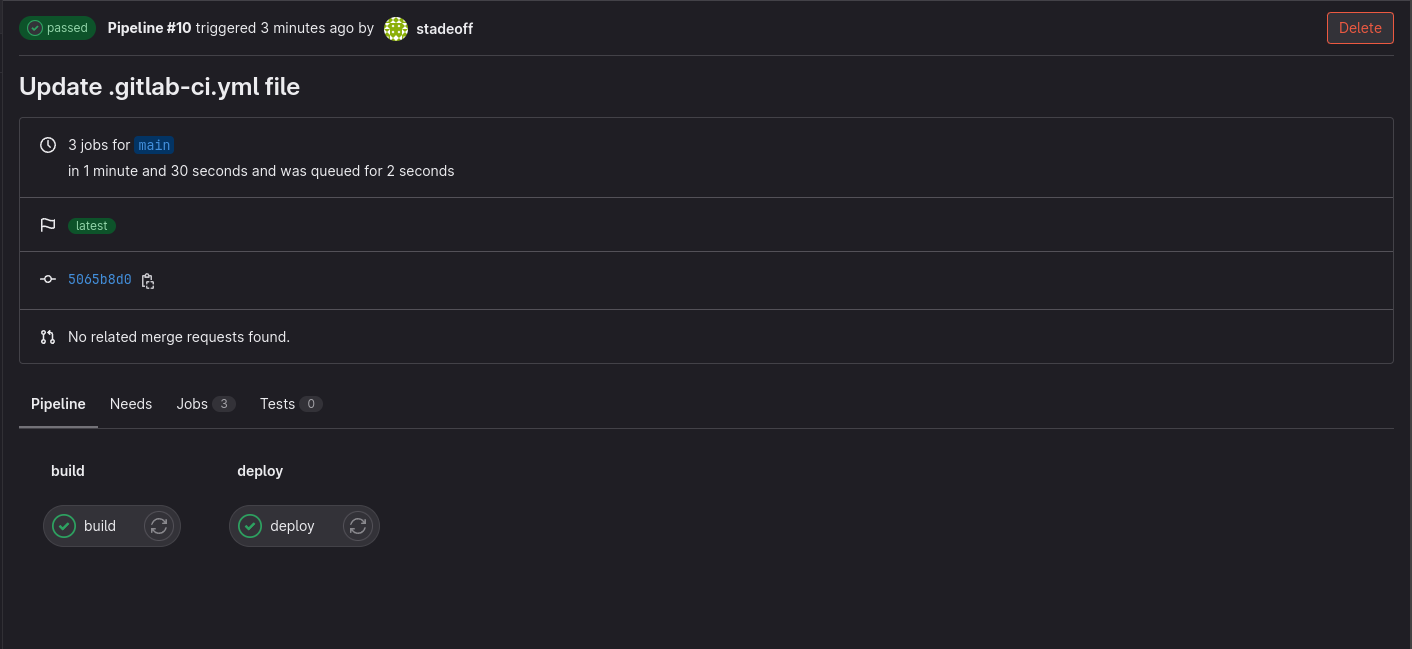 passed Pipeline #10 triggered 3 minutes ago by stadeoff Delete
Update .gitlab-ci.yml file
3 jobs for main
in 1 minute and 30 seconds and was queued for 2 seconds
latest
5065b8d0
No related merge requests found.
Pipeline Needs Jobs 3 Tests 0
build deploy
build deploy